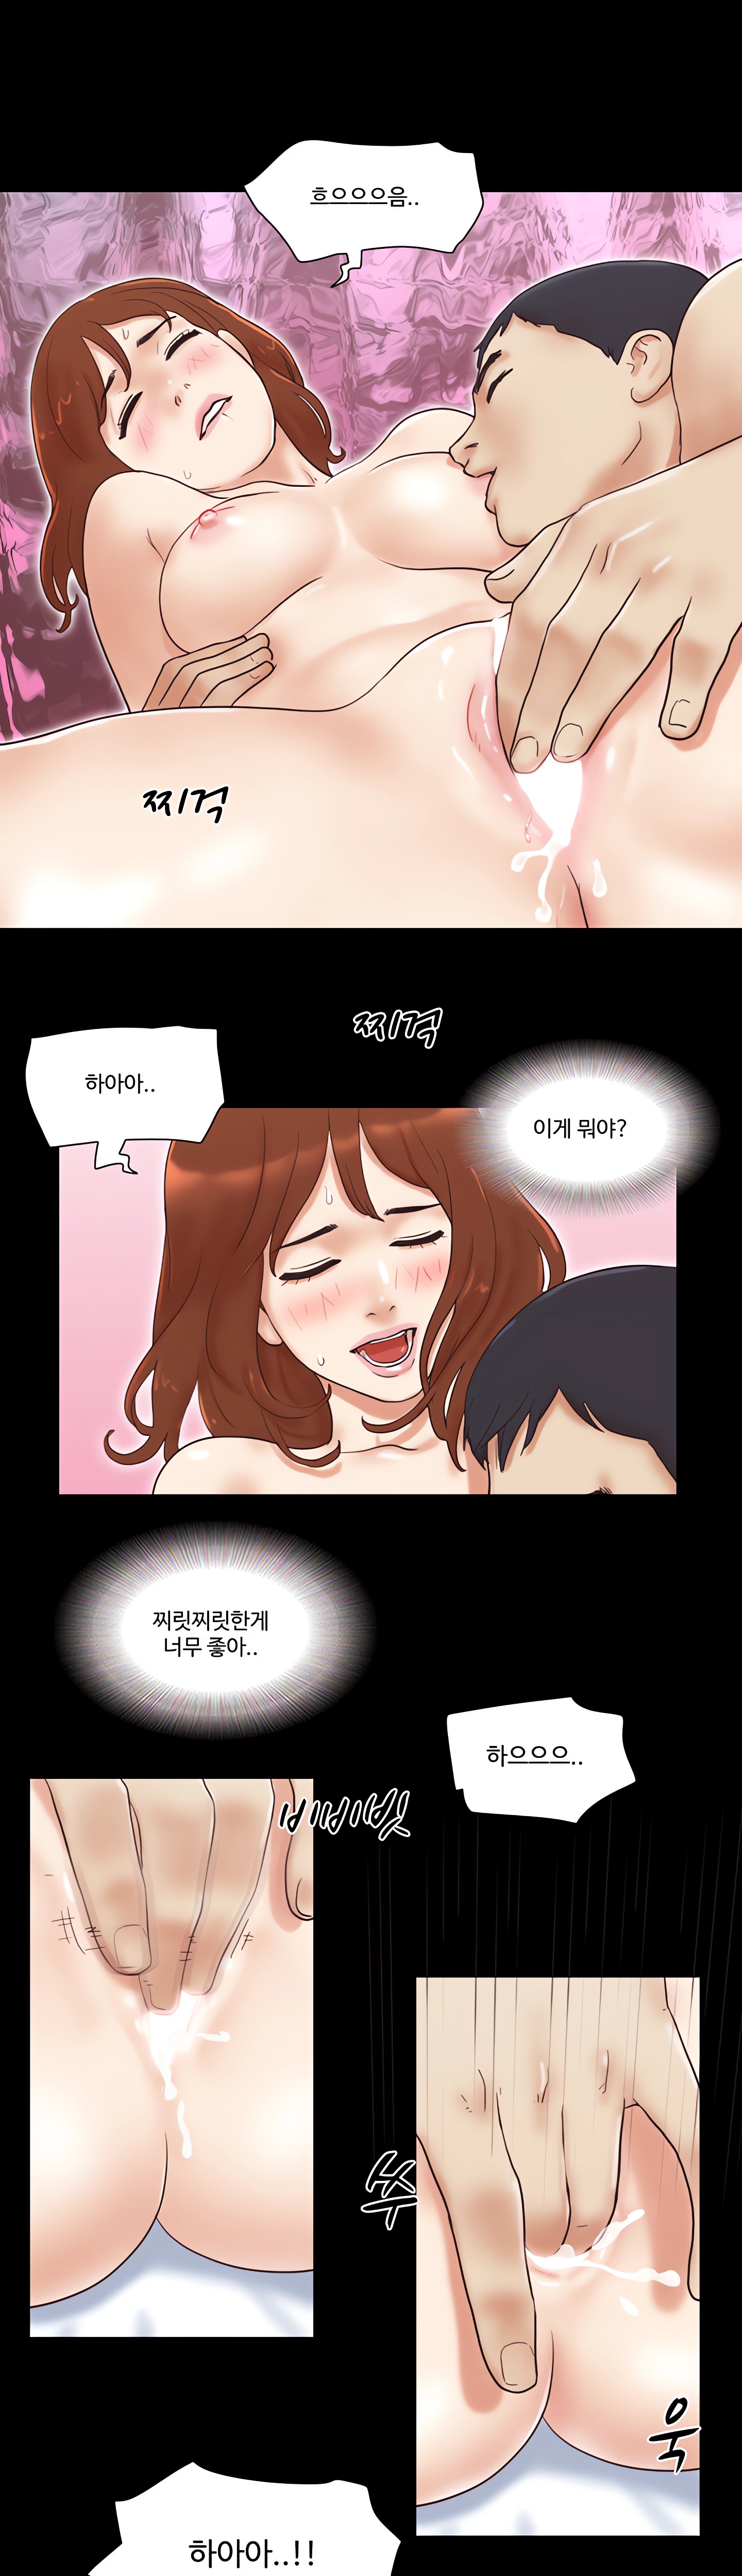 흐으으으음..
찌걱
찌걱
하아아..
이게 뭐야?
찌릿찌릿한게
너무 좋아..
하으으으..
비비빗
쑤
욱
하아아..!!